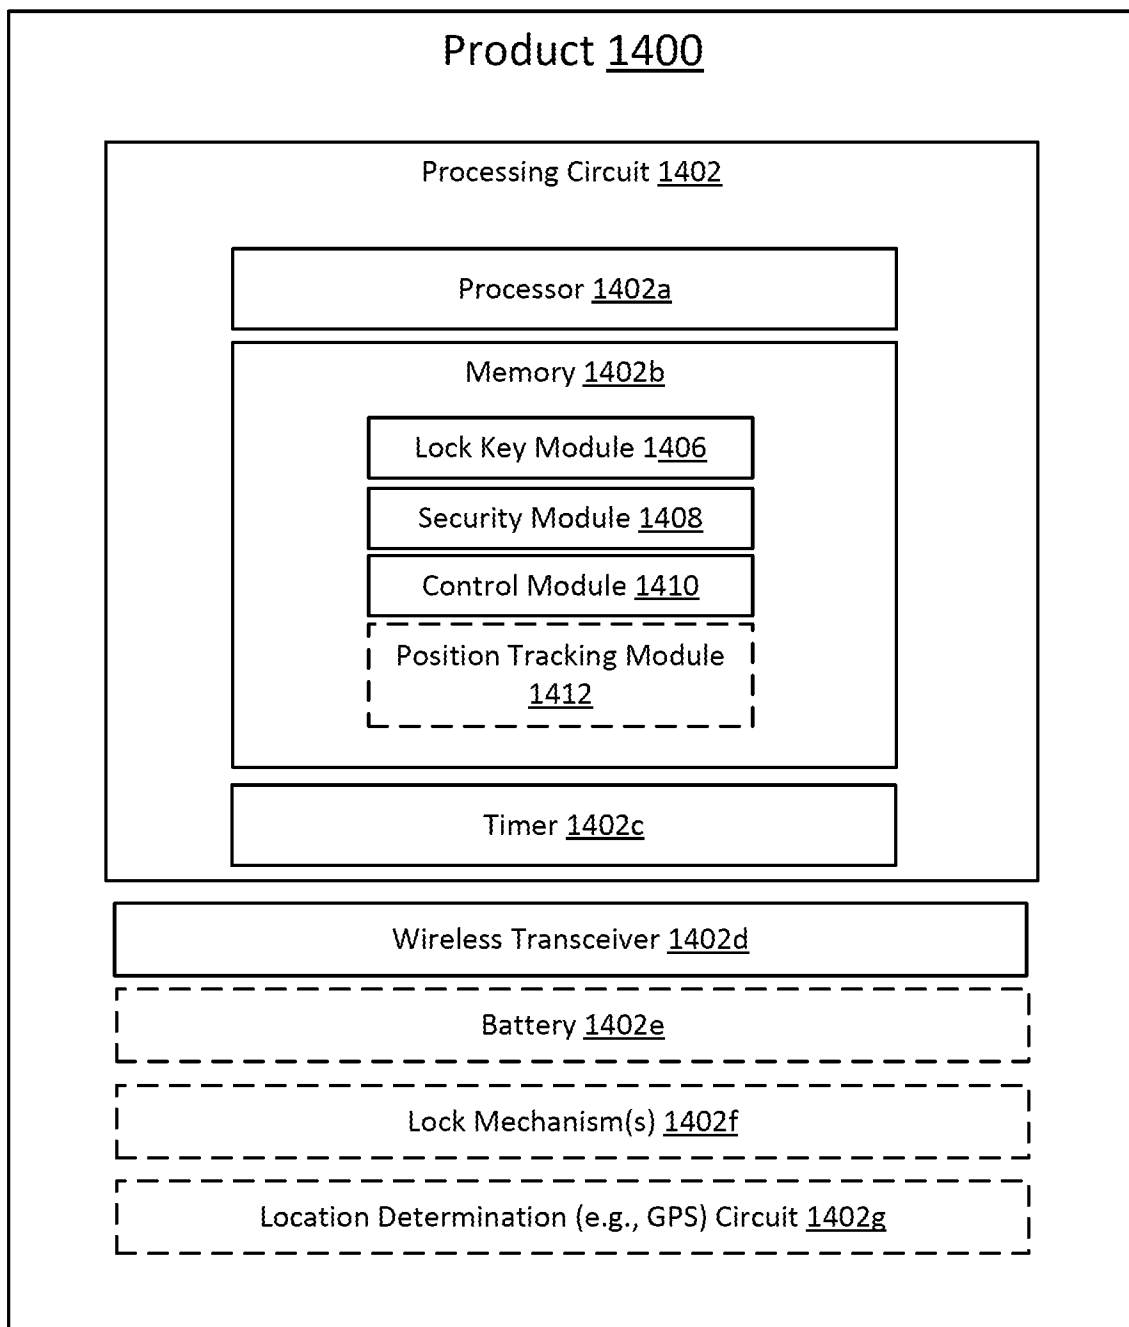 Product 1400
Processing Circuit 1402
Processor 1402a
Memory 1402b
Lock Key Module 1406
Security Module 1408
Control Module 1410
Position Tracking Module
1412
Timer 1402c
Wireless Transceiver 1402d
Battery 1402e
Lock Mechanism(s) 1402f
Location Determination (e.g., GPS) Circuit 1402g